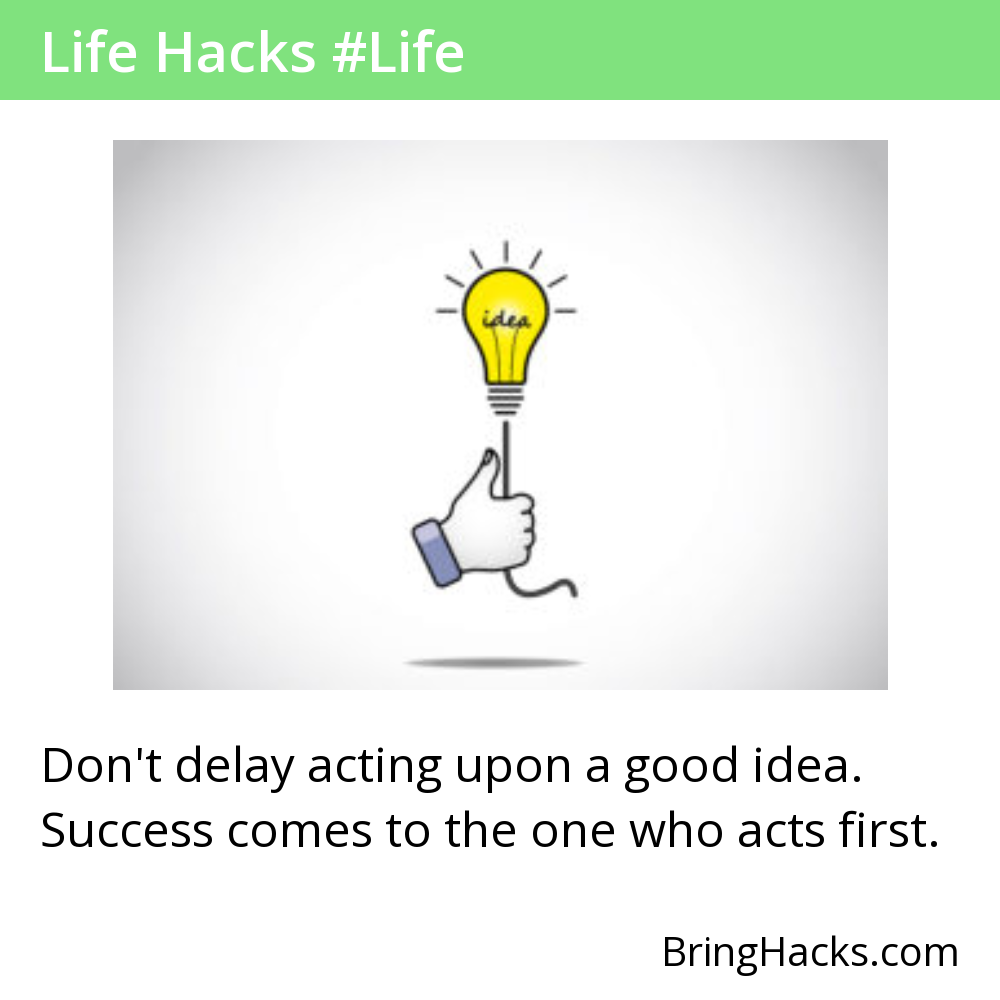 Life Hacks #Life
idea
Don't delay acting upon a good idea.
Success comes to the one who acts first.
BringHacks.com